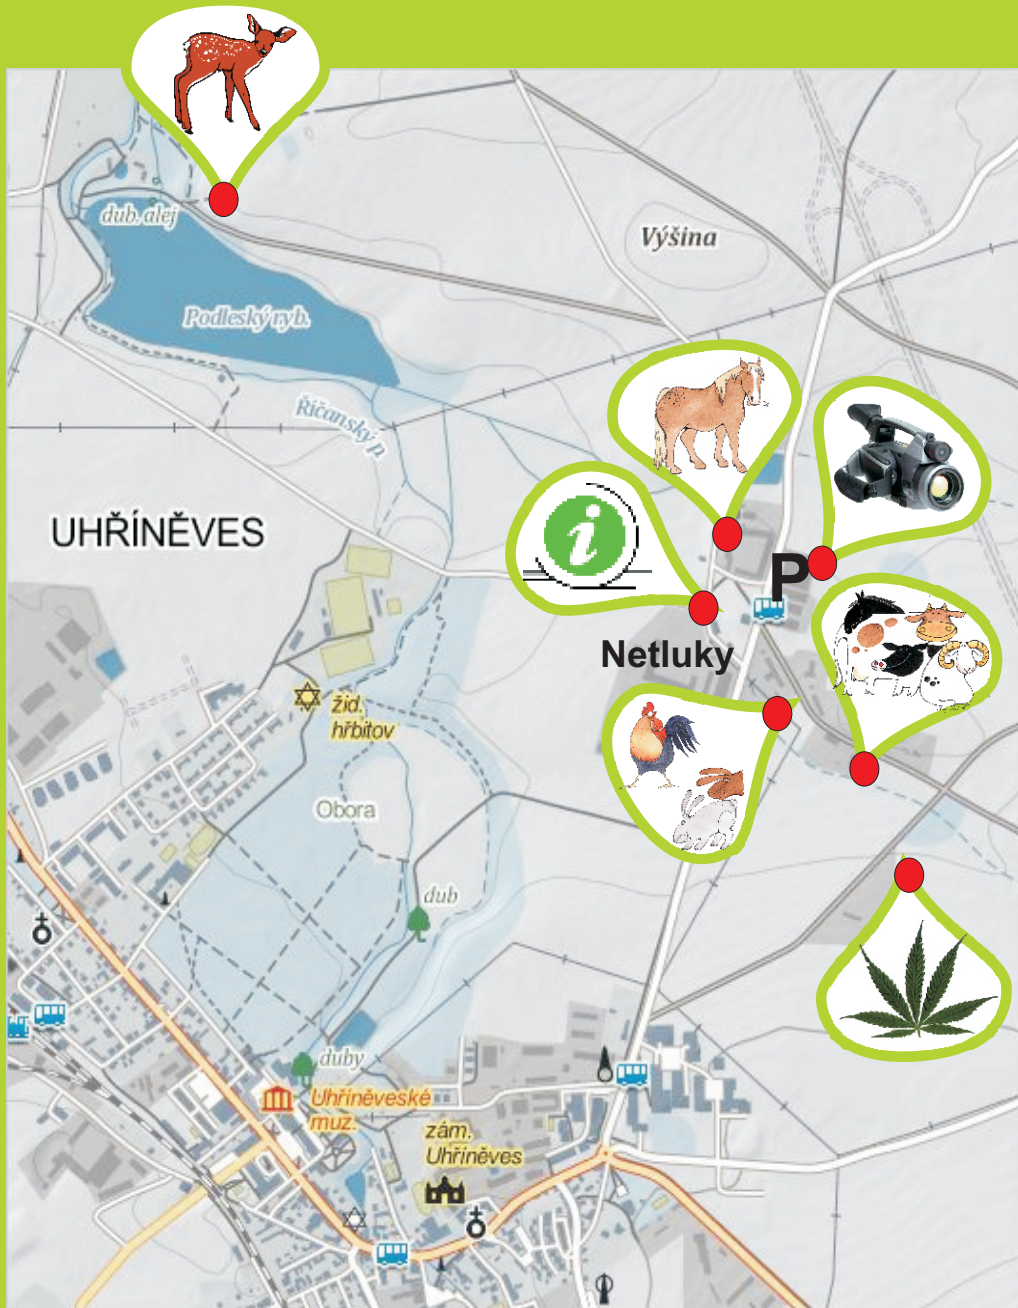 dub. alej
Výšina
Podleský ryb.
Říčanský p.
UHŘÍNĚVES
i
P
Netluky
žid.
hřbitov
Obora
dub
duby
Uhříněveské
muz.
zám.
Uhříněves